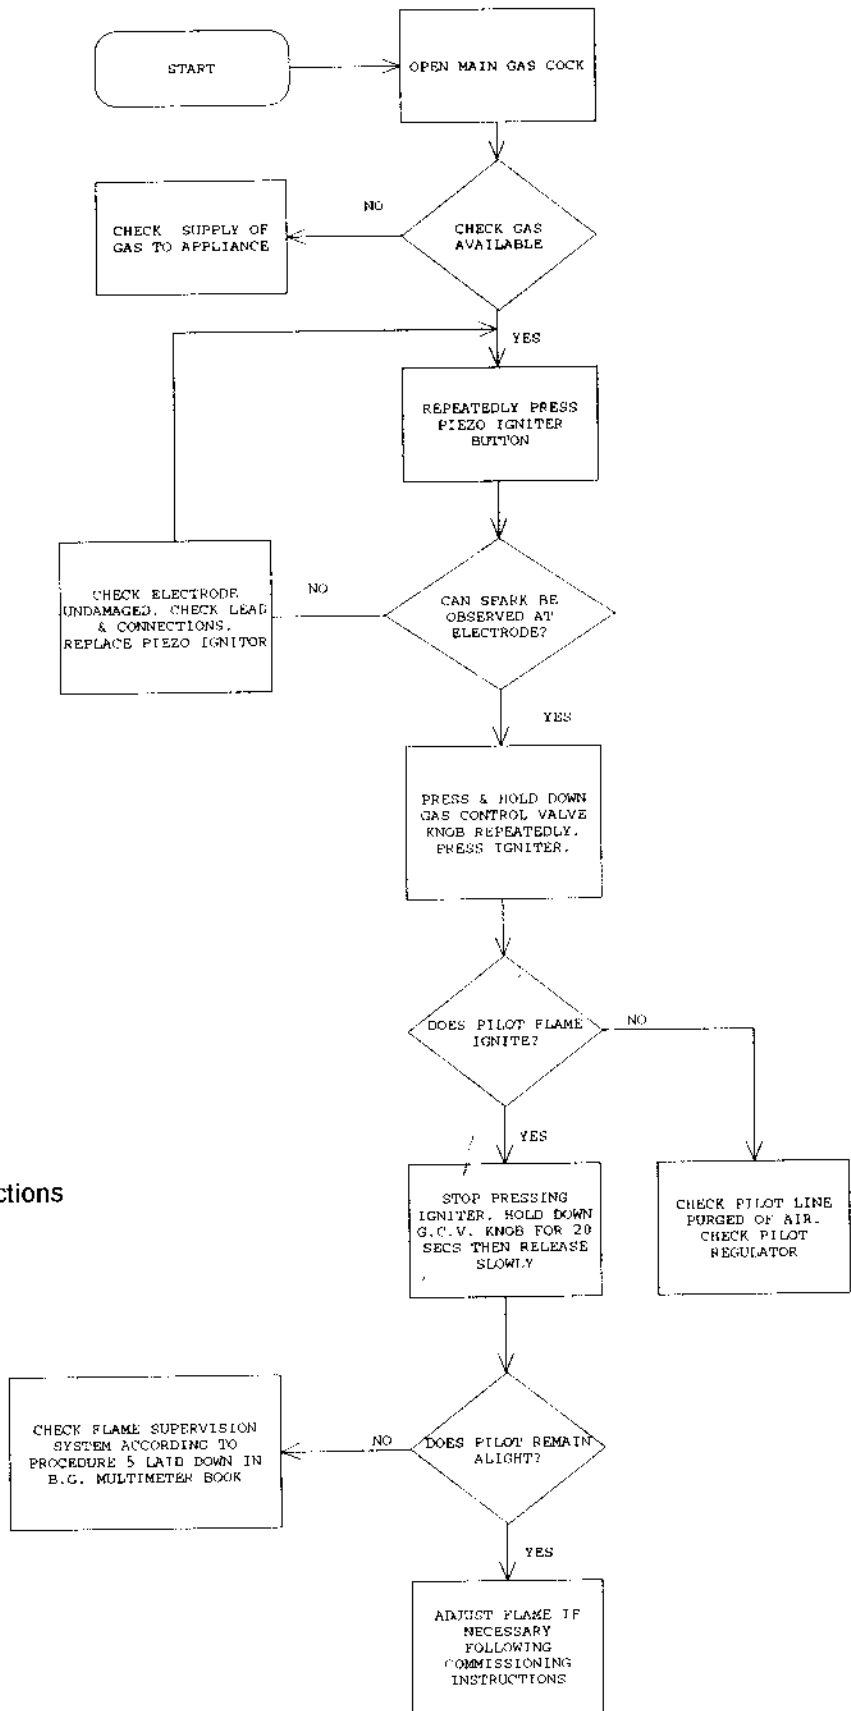 START
OPEN MAIN GAS COCK
NO
CHECK SUPPLY OF
GAS TO APPLIANCE
CHECK GAS
AVAILABLE
YES
REPEATEDLY PRESS
PIEZO IGNITER
BUTTON
CHECK ELECTRODE
UNDAMAGED. CHECK LEAD
& CONNECTIONS.
REPLACE PIEZO IGNITOR
NO
CAN SPARK BE
OBSERVED AT
ELECTRODE?
YES
PRESS & HOLD DOWN
GAS CONTROL VALVE
KNOB REPEATEDLY.
PRESS IGNITER.
DOES PILOT FLAME
IGNITE?
NO
YES
ctions
STOP PRESSING
IGNITER. HOLD DOWN
G.C.V. KNOB FOR 20
SECS THEN RELEASE
SLOWLY
CHECK PILOT LINE
PURGED OF AIR.
CHECK PILOT
REGULATOR
CHECK FLAME SUPERVISION
SYSTEM ACCORDING TO
PROCEDURE 5 LAID DOWN IN
B.G. MULTIMETER BOOK
NO
DOES PILOT REMAIN
ALIGHT?
YES
ADJUST FLAME IF
NECESSARY
FOLLOWING
COMMISSIONING
INSTRUCTIONS